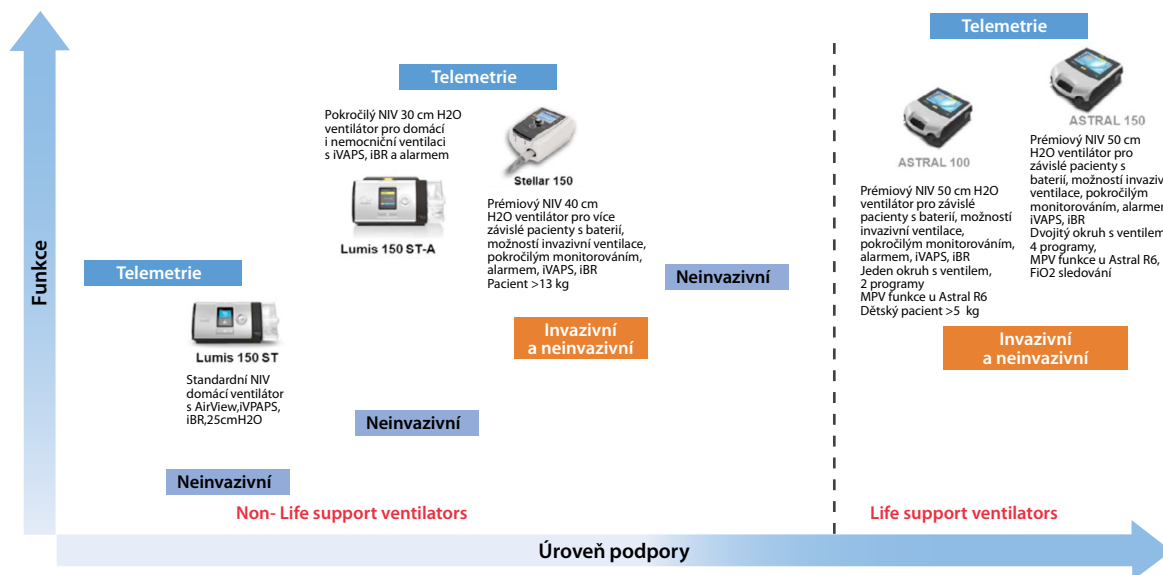 Funkce
Telemetrie
Lumis 150 ST
Standardní NIV
domácí ventilátor
s AirView,iVPAPS,
iBR,25cmH2O
Neinvazivní
Telemetrie
Pokročilý NIV 30 cm H2O
ventilátor pro domácí
i nemocniční ventilaci
s iVAPS, iBR a alarmem
Lumis 150 ST-A
Neinvazivní
Stellar 150
Prémiový NIV 40 cm
H2O ventilátor pro více
závislé pacienty s baterií,
možností invazivní ventilace,
pokročilým monitorováním,
alarmem, iVAPS, iBR
Pacient >13 kg
Invazivní
a neinvazivní
Neinvazivní
Non- Life support ventilators
Telemetrie
ASTRAL 100
Prémiový NIV 50 cm H2O
ventilátor pro závislé
pacienty s baterií, možností
invazivní ventilace,
pokročilým monitorováním,
alarmem, iVAPS, iBR
Jeden okruh s ventilem,
2 programy
MPV funkce u Astral R6
Dětský pacient >5 kg
ASTRAL 150
Prémiový NIV 50 cm
H2O ventilátor pro
závislé pacienty s
baterií, možností invaziv
ventilace, pokročilým
monitorováním, alarmem
iVAPS, iBR
Dvojitý okruh s ventilem
4 programy,
MPV funkce u Astral R6,
FiO2 sledování
Invazivní
a neinvazivní
Life support ventilators
Úroveň podpory